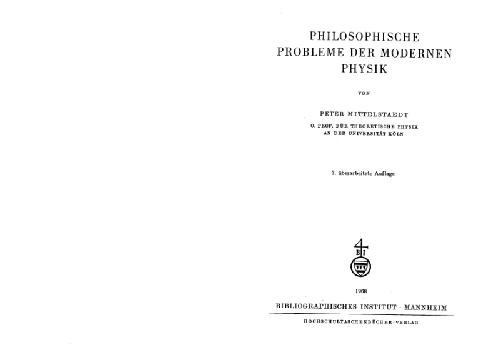 PHILOSOPHISCHE
PROBLEME DER MODERNEN
PHYSIK
VON
PETER MITTELSTAEDT
O. PROF. FÜR THEORETISCHE PHYSIK
AN DER UNIVERSITÄT KÖLN
überarbeitete Auflage
BI
1968
BIBLIOGRAPHISCHES INSTITUT · MANNHEIM
HOCHSCHULTASCHENBÜCHER-VERLAG